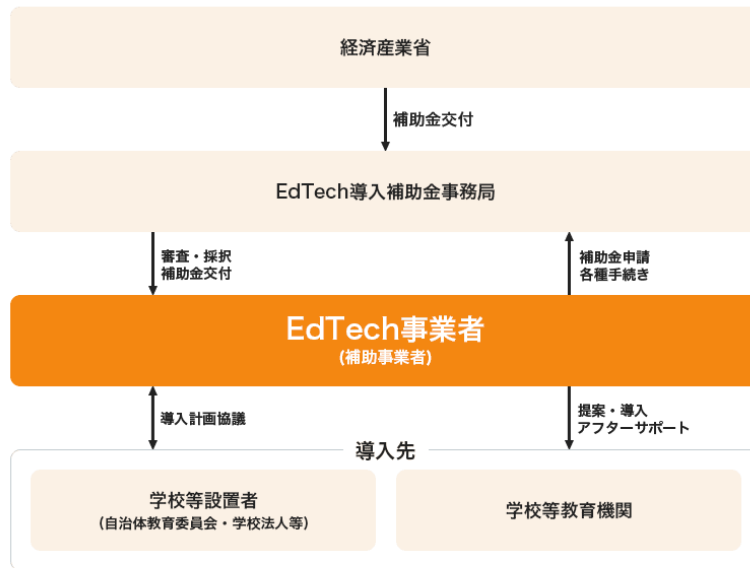 経済産業省
補助金交付
EdTech導入補助金事務局
審査・採択
補助金交付
補助金申請
各種手続き
EdTech事業者
(補助事業者)
導入計画協議
提案・導入
アフターサポート
導入先
学校等設置者
(自治体教育委員会・学校法人等)
学校等教育機関